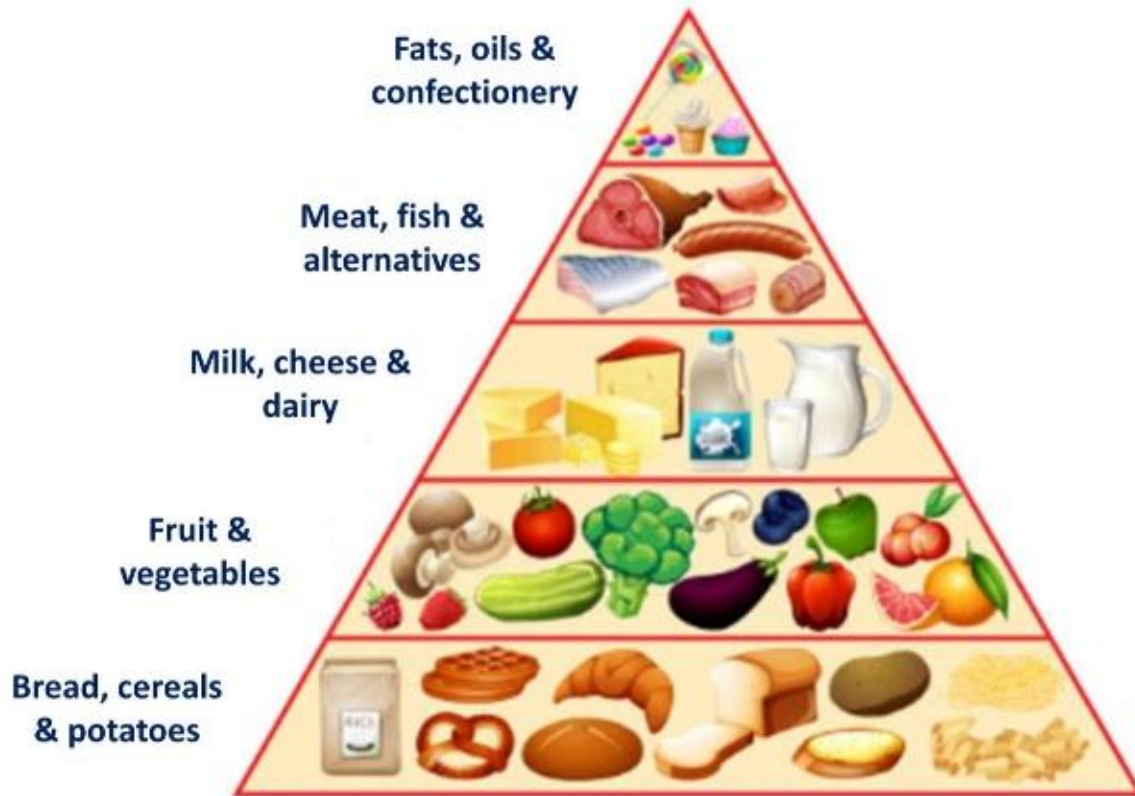 Fats, oils &
confectionery
Meat, fish &
alternatives
Milk, cheese &
dairy
Fruit &
vegetables
Bread, cereals
& potatoes